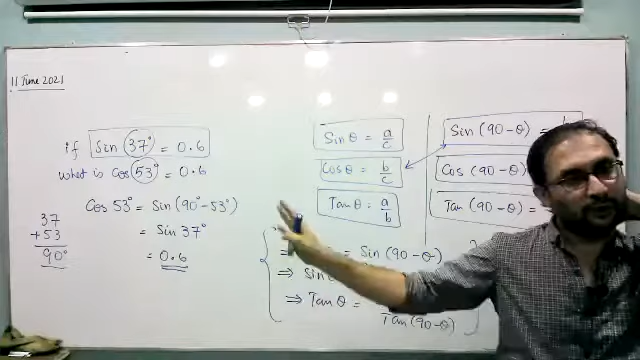 11 June 2021
if Sin (37°) = 0.6
what is cos(53°) = 0.6
Cos 53° = Sin (90° - 53°)
= Sin 37°
= 0.6
37
+53
90°
Sin θ = a/c
Cos θ = b/c
Tan θ = a/b
Sin (90-θ) =
Cos (90-θ) =
Tan (90-θ) =
⇒ = Sin (90-θ)
⇒ Sin
⇒ Tan θ =
Tan (90-θ)